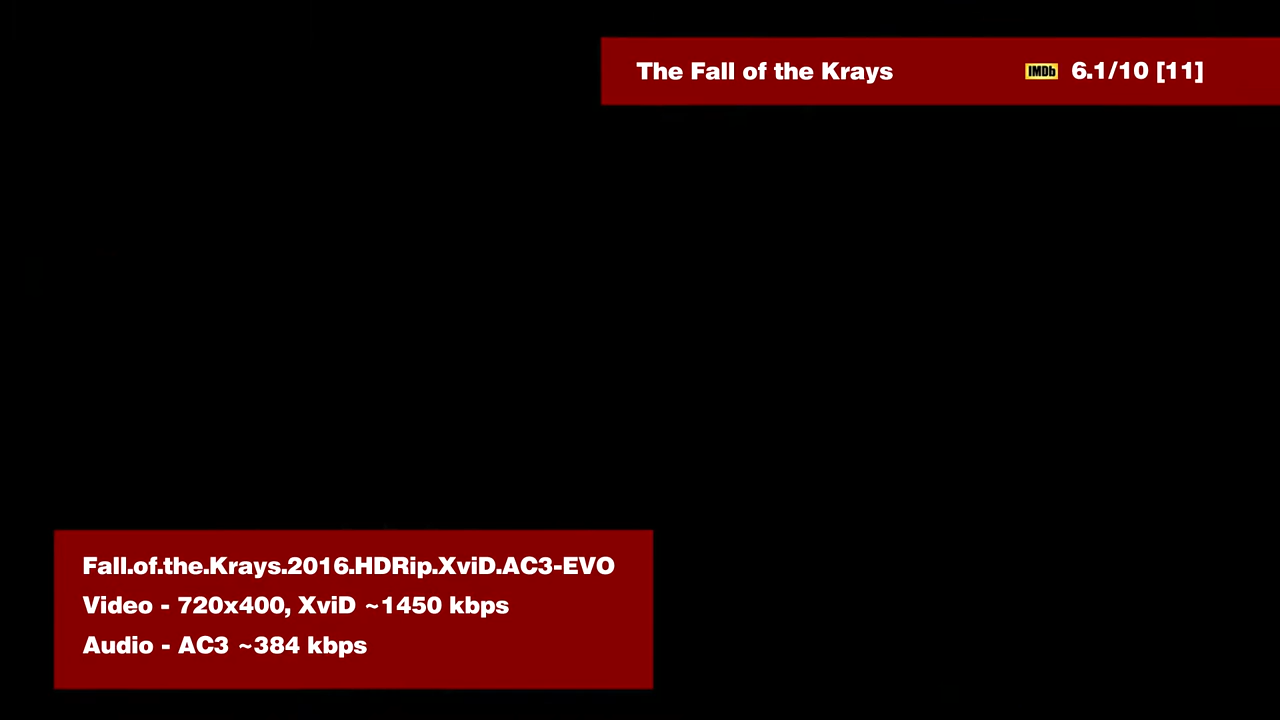 The Fall of the Krays IMDb 6.1/10 [11]
Fall.of.the.Krays.2016.HDRip.XviD.AC3-EVO
Video - 720x400, XviD ~1450 kbps
Audio - AC3 ~384 kbps